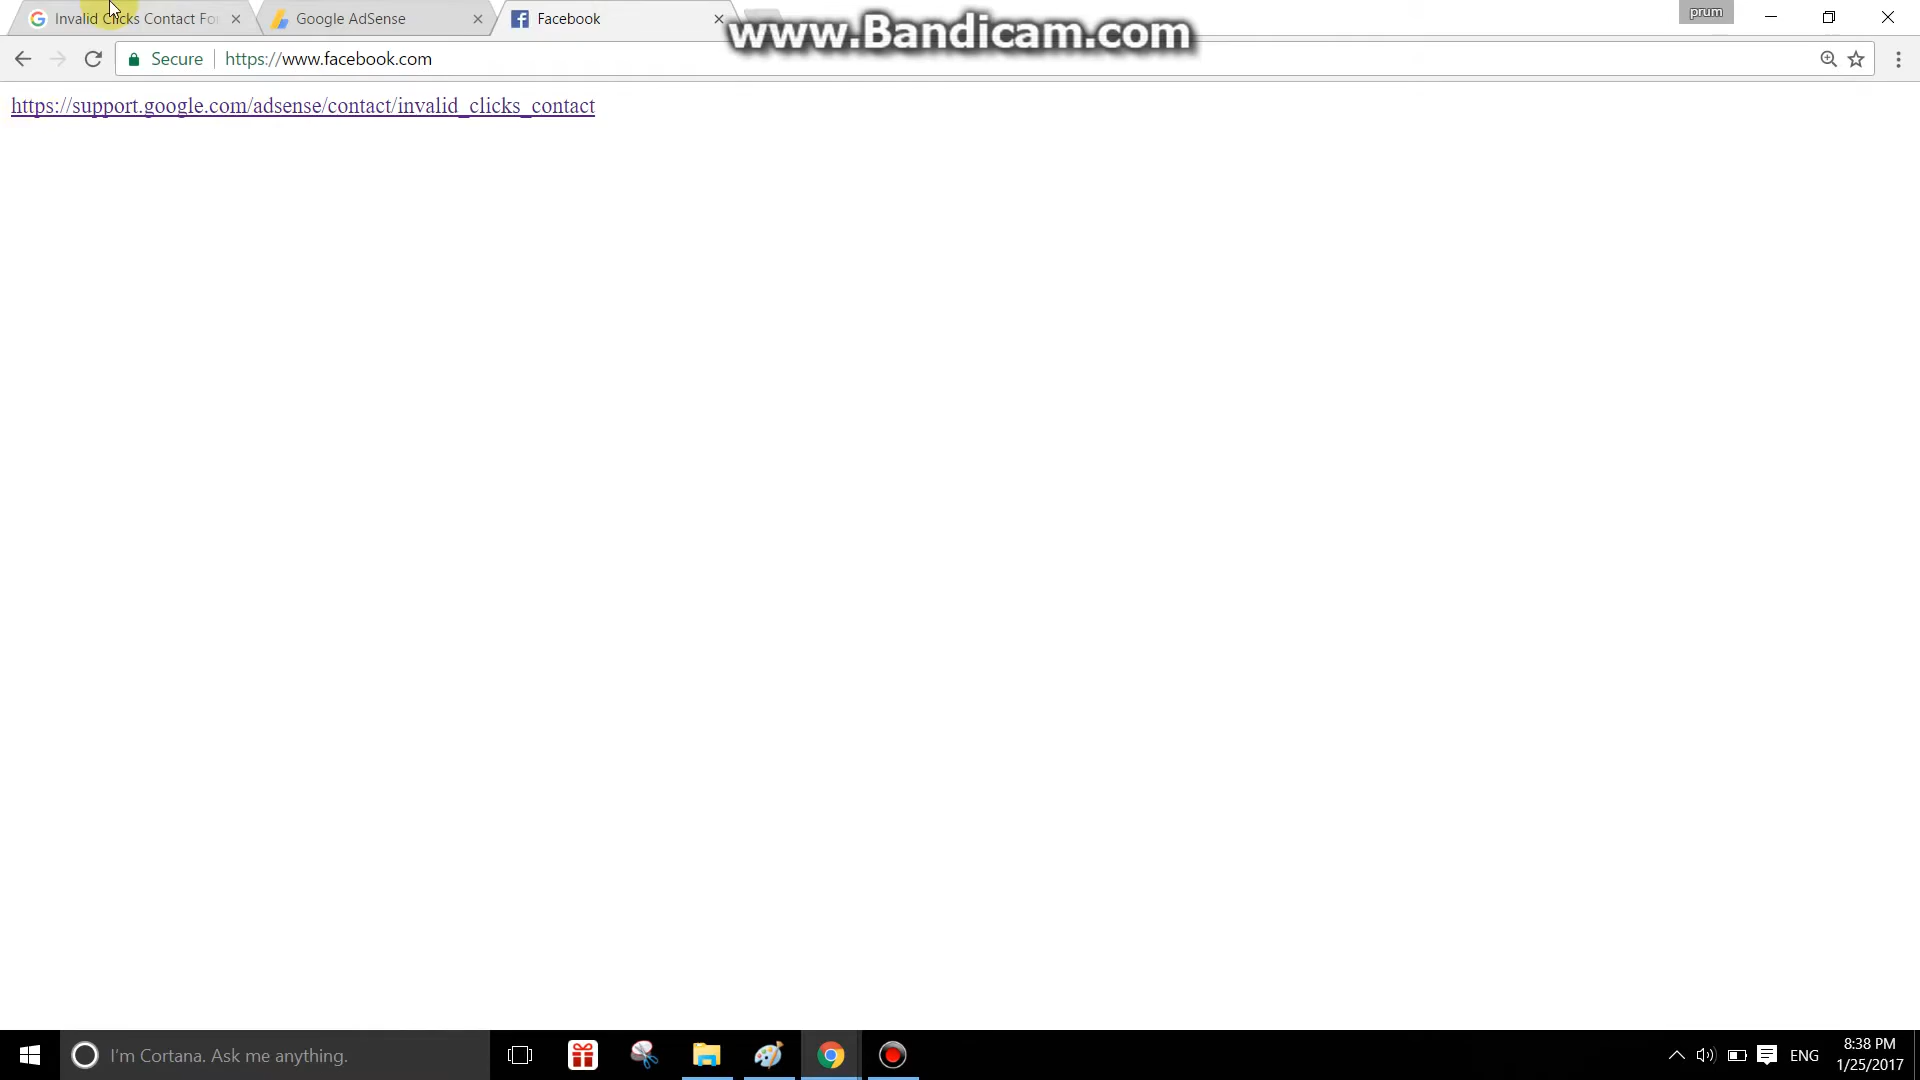 Invalid Clicks Contact Fo
Google AdSense
Facebook
www.Bandicam.com
prum
Secure
https://www.facebook.com
https://support.google.com/adsense/contact/invalid_clicks_contact
I'm Cortana. Ask me anything.
ENG
8:38 PM
1/25/2017